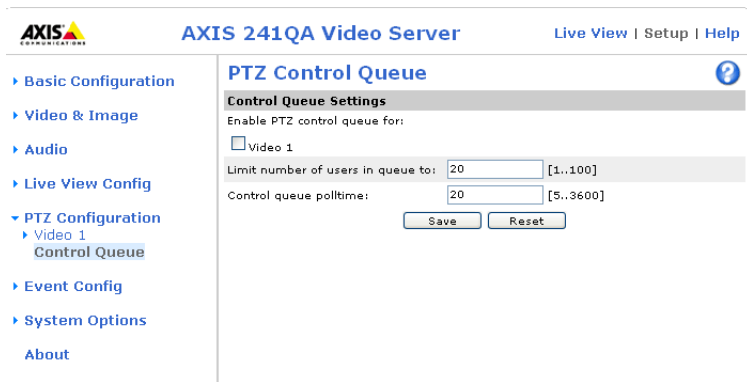 AXIS
COMMUNICATIONS
AXIS 241QA Video Server
Live View | Setup | Help
Basic Configuration
Video & Image
Audio
Live View Config
PTZ Configuration
Video 1
Control Queue
Event Config
System Options
About
PTZ Control Queue
?
Control Queue Settings
Enable PTZ control queue for:
Video 1
Limit number of users in queue to: 20 [1..100]
Control queue polltime: 20 [5..3600]
Save Reset